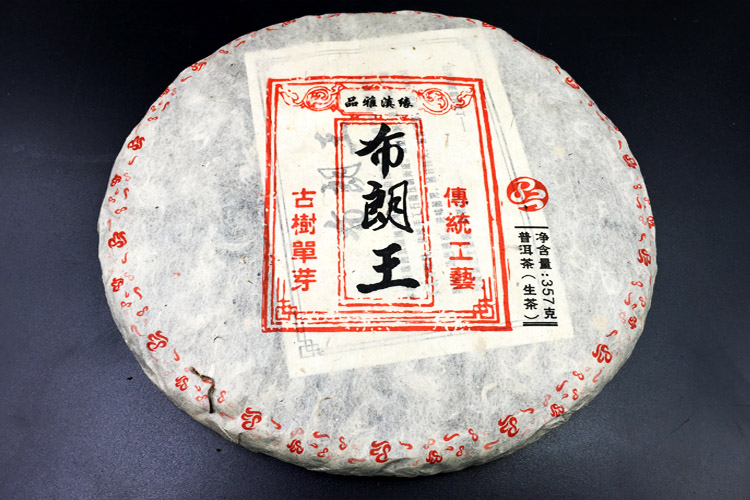 品雅滇缘
布朗王
傳統工藝
古樹單芽
净含量:357克
普洱茶(生茶)